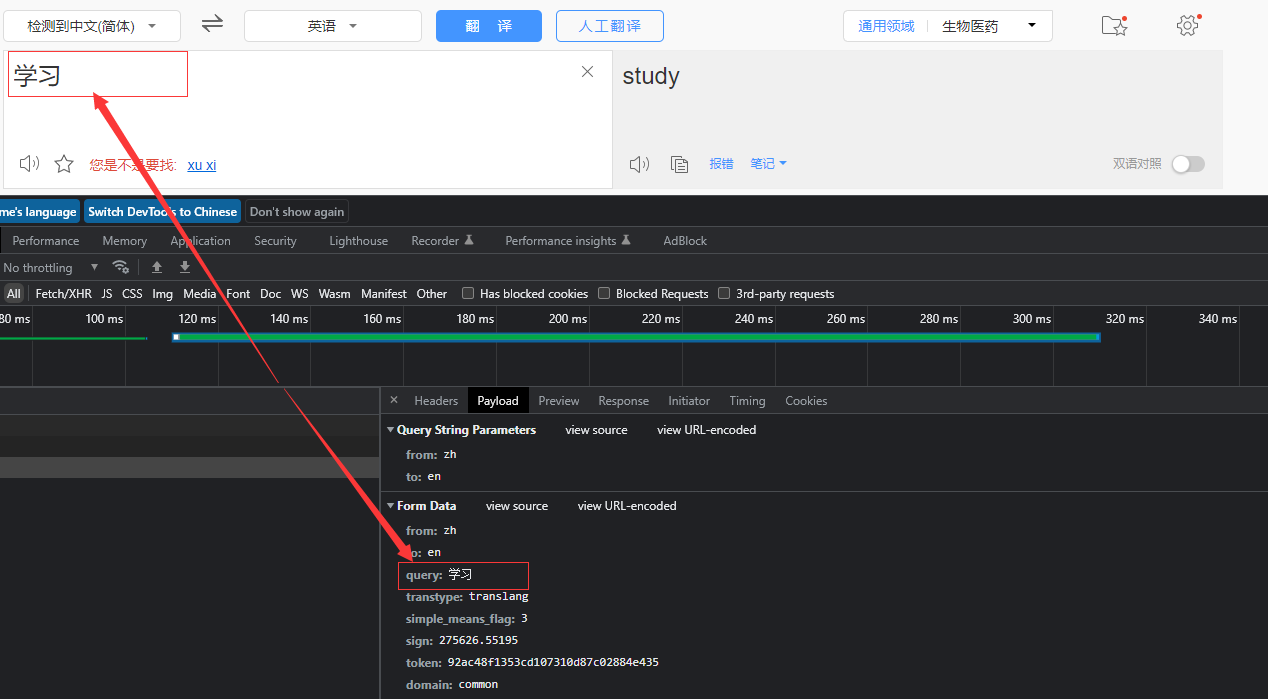 检测到中文(简体) 英语 翻 译 人工翻译 通用领域 生物医药
学习 study
您是不是要找: xu xi 报错 笔记 双语对照
me's language Switch DevTools to Chinese Don't show again
Performance Memory Application Security Lighthouse Recorder Performance insights AdBlock
No throttling
All Fetch/XHR JS CSS Img Media Font Doc WS Wasm Manifest Other Has blocked cookies Blocked Requests 3rd-party requests
80 ms 100 ms 120 ms 140 ms 160 ms 180 ms 200 ms 220 ms 240 ms 260 ms 280 ms 300 ms 320 ms 340 ms
× Headers Payload Preview Response Initiator Timing Cookies
Query String Parameters view source view URL-encoded
from: zh
to: en
Form Data view source view URL-encoded
from: zh
to: en
query: 学习
transtype: translang
simple_means_flag: 3
sign: 275626.55195
token: 92ac48f1353cd107310d87c02884e435
domain: common